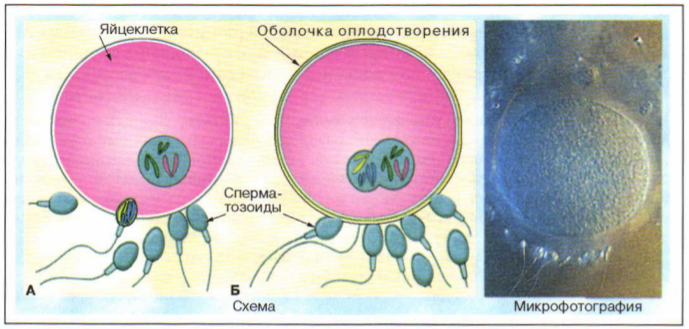 Яйцеклетка
Оболочка оплодотворения
Сперма-
тозоиды
А
Б
Схема
Микрофотография